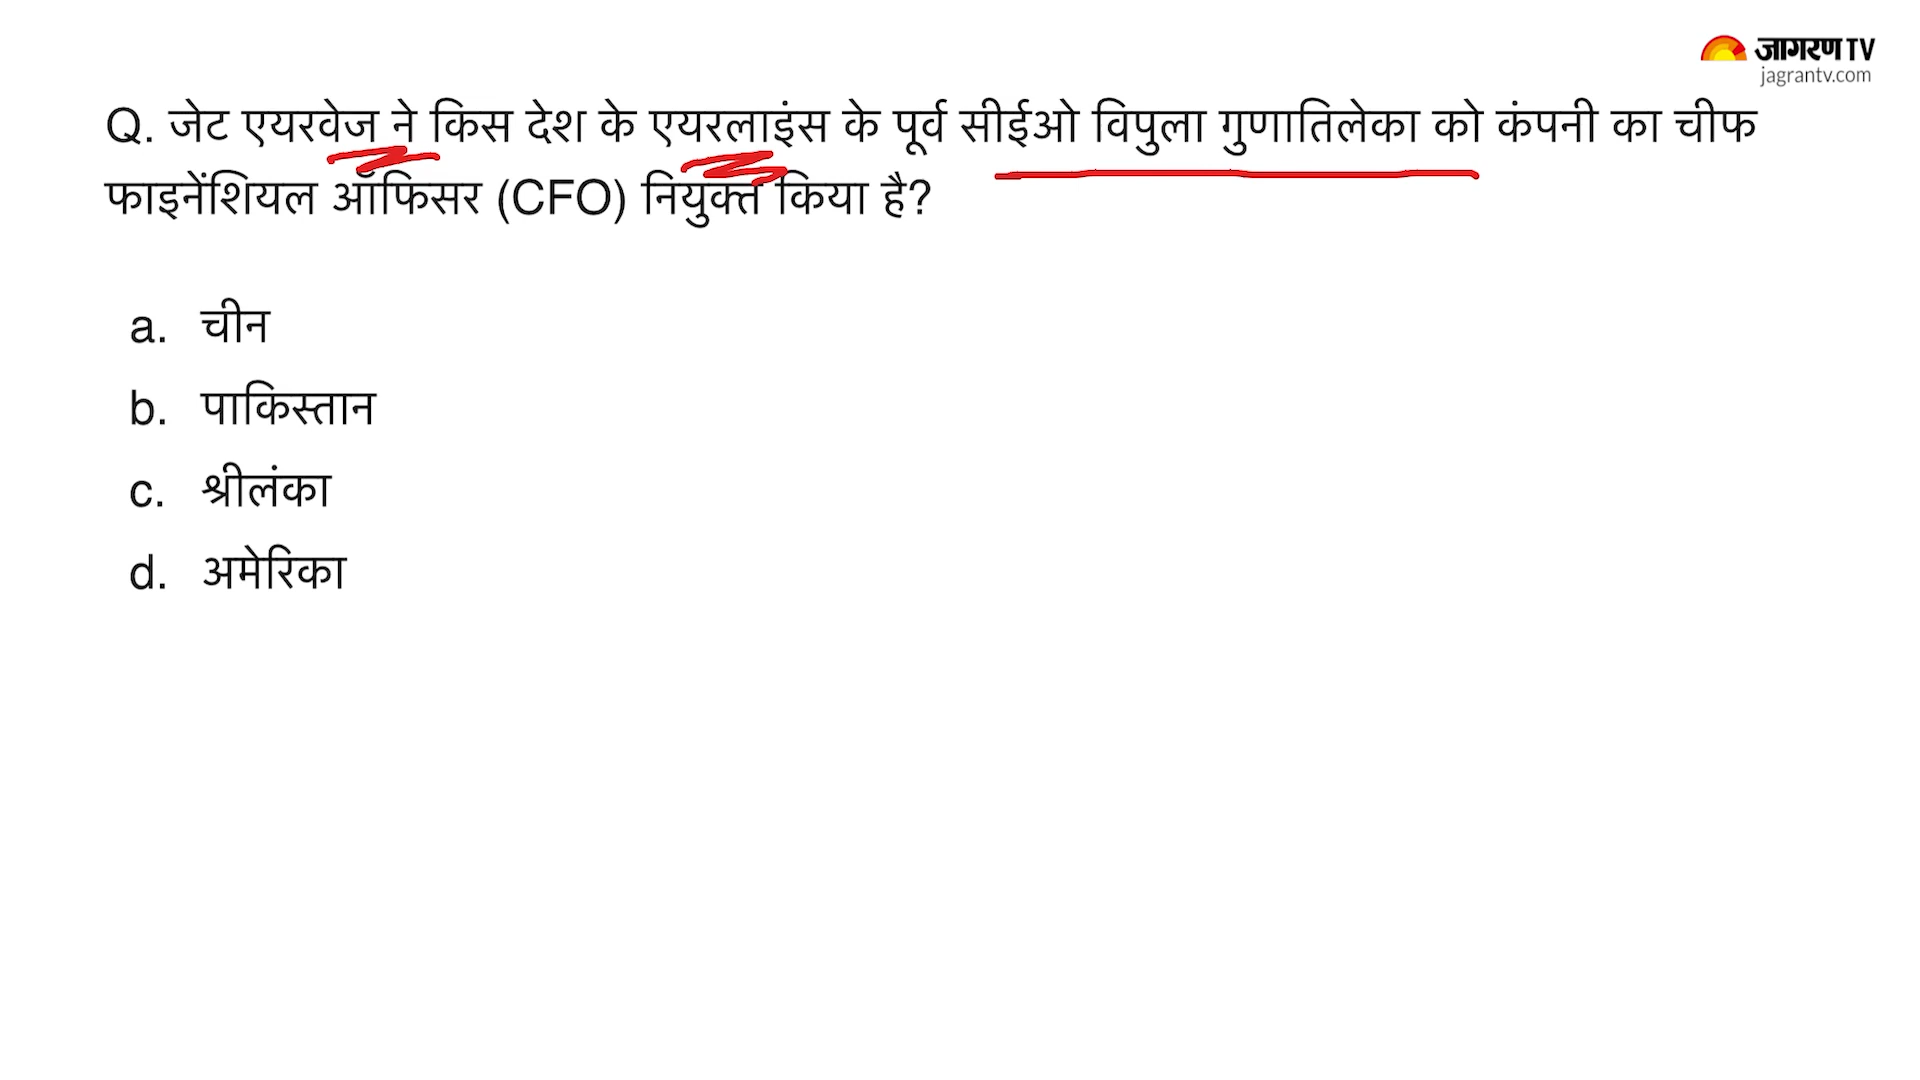 जागरण TV
jagrantv.com
Q. जेट एयरवेज ने किस देश के एयरलाइंस के पूर्व सीईओ विपुला गुणातिलेका को कंपनी का चीफ
फाइनेंशियल ऑफिसर (CFO) नियुक्त किया है?
a. चीन
b. पाकिस्तान
c. श्रीलंका
d. अमेरिका